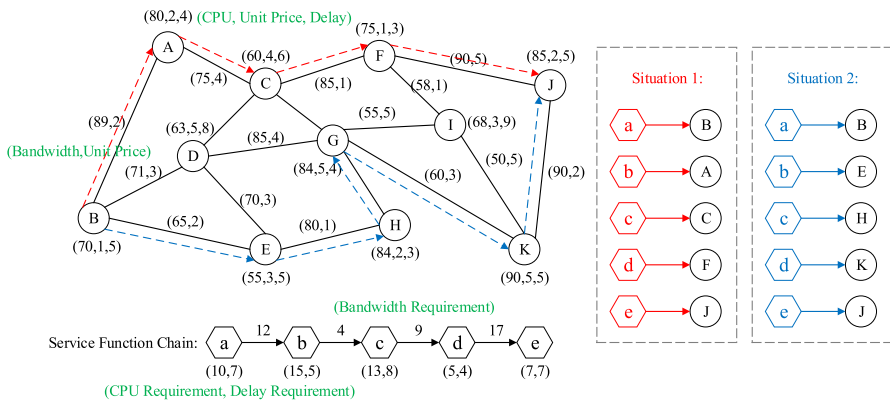 (80,2,4)
(CPU, Unit Price, Delay)
(75,1,3)
A
(60,4,6)
F
(90,5)
(85,2,5)
(75,4)
C
(85,1)
J
(58,1)
(89,2)
(63,5,8)
(55,5)
I
(68,3,9)
(Bandwidth,Unit Price)
D
(85,4)
G
(84,5,4)
(50,5)
(90,2)
(71,3)
(70,3)
(60,3)
B
(65,2)
(80,1)
H
(70,1,5)
E
(84,2,3)
K
(55,3,5)
(90,5,5)
(Bandwidth Requirement)
Service Function Chain:
a
12
b
4
c
9
d
17
e
(10,7)
(15,5)
(13,8)
(5,4)
(7,7)
(CPU Requirement, Delay Requirement)
Situation 1:
a
B
b
A
c
C
d
F
e
J
Situation 2:
a
B
b
E
c
H
d
K
e
J